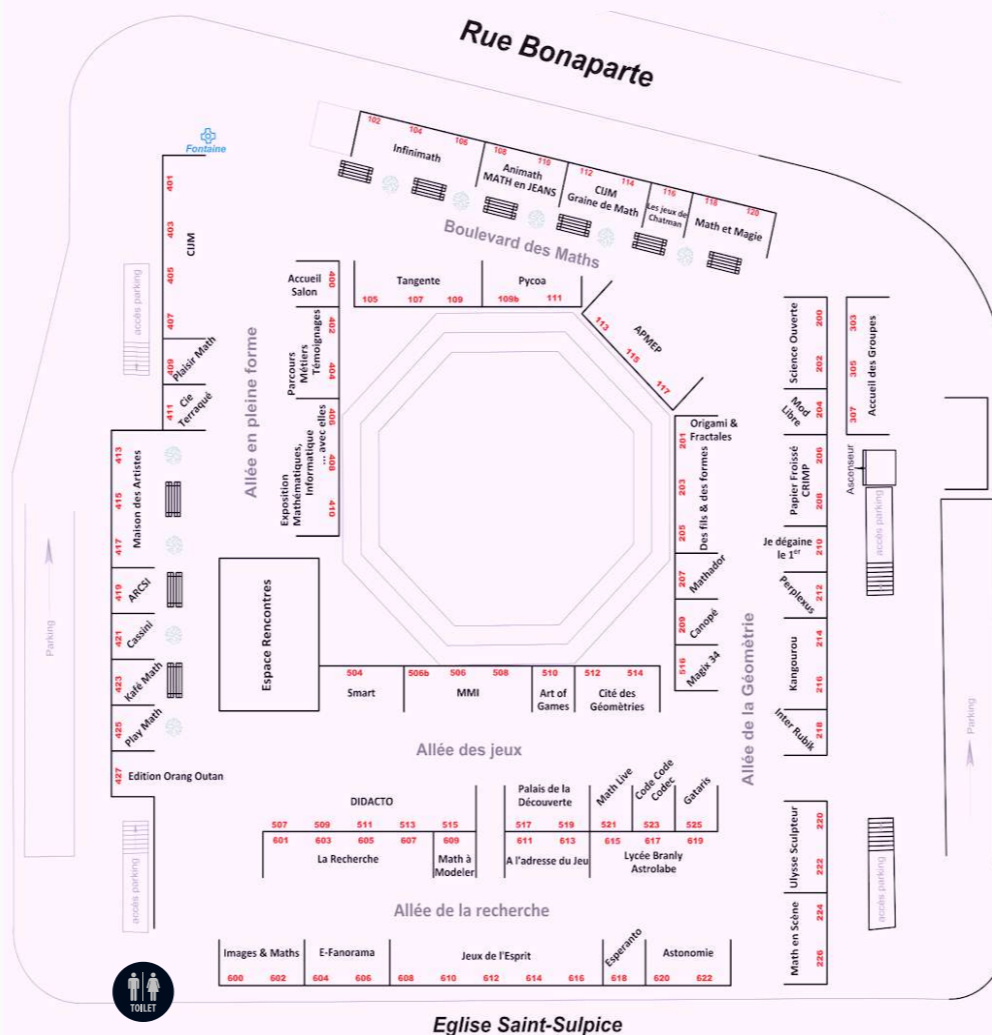 Rue Bonaparte
Fontaine
102 104 106 108 110 112 114 116 118 120
Infinimath
Animath
MATH en JEANS
CIJM
Graine de Math
Les jeux de
Chatman
Math et Magie
Boulevard des Maths
401
403
405
407
CIJM
409
Plaisir Math
411
Cie
Terraqué
accès parking
Accueil
Salon
400
402
404
Parcours
Métiers
Témoignages
406
408
410
Exposition
Mathématiques,
Informatique
... avec elles
Allée en pleine forme
Tangente
105 107 109
Pycoa
109b 111
APMEP
113
115
117
Origami &
Fractales
201
203
205
Des fils & des formes
207
Mathador
209
Canopé
516
Magix 34
Science Ouverte
200
202
Mod
Libre
204
Papier Froissé
CRIMP
206
208
Je dégaine
le 1er
210
Perplexus
212
Kangourou
214
216
Inter Rubik
218
303
305
307
Accueil des Groupes
Ascenseur
accès parking
Allée de la Géométrie
413
415
417
Maison des Artistes
419
ARCSI
421
Cassini
423
Kafé Math
425
Play Math
427
Edition Orang Outan
Parking
Espace Rencontres
504 506b 506 508 510 512 514
Smart
MMI
Art of
Games
Cité des
Géométries
Allée des jeux
DIDACTO
507 509 511 513 515
601 603 605 607 609
La Recherche
Math à
Modeler
Palais de la
Découverte
Math Live
Code Code
Codec
Gataris
517 519 521 523 525
611 613 615 617 619
A l'adresse du Jeu
Lycée Branly
Astrolabe
Ulysse Sculpteur
220
222
Math en Scène
224
226
accès parking
accès parking
Parking
Allée de la recherche
Images & Maths
E-Fanorama
Jeux de l'Esprit
Esperanto
Astonomie
600 602 604 606 608 610 612 614 616 618 620 622
TOILET
Eglise Saint-Sulpice